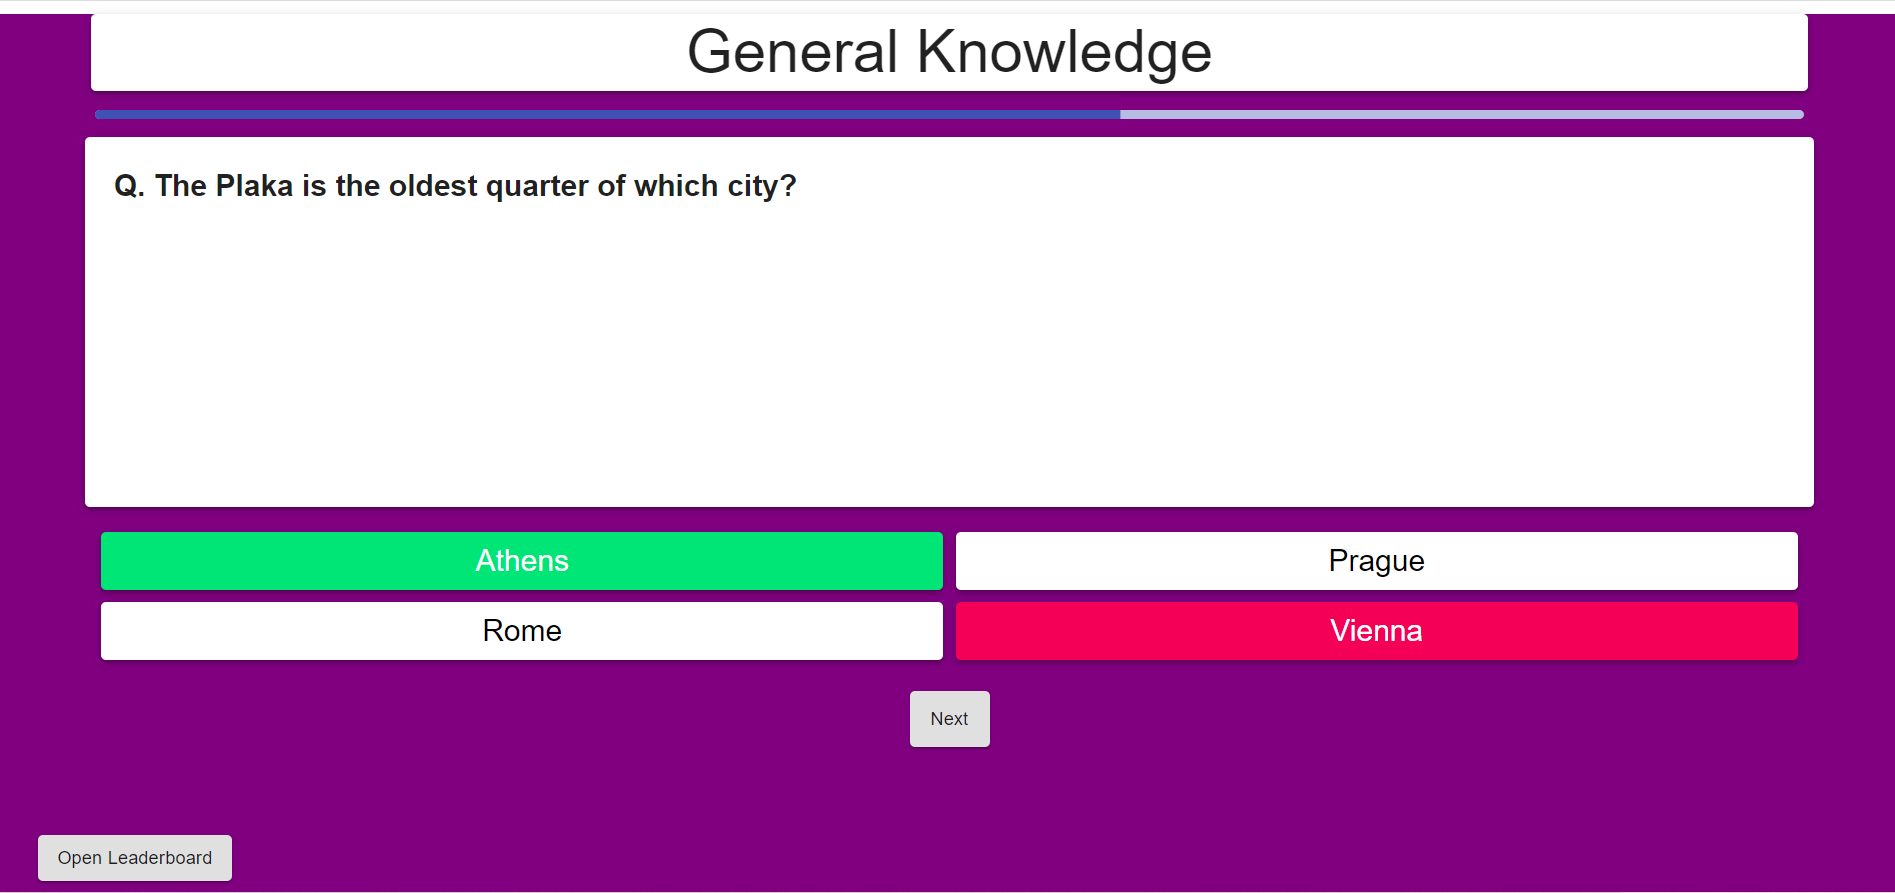 General Knowledge
Q. The Plaka is the oldest quarter of which city?
Athens
Prague
Rome
Vienna
Next
Open Leaderboard